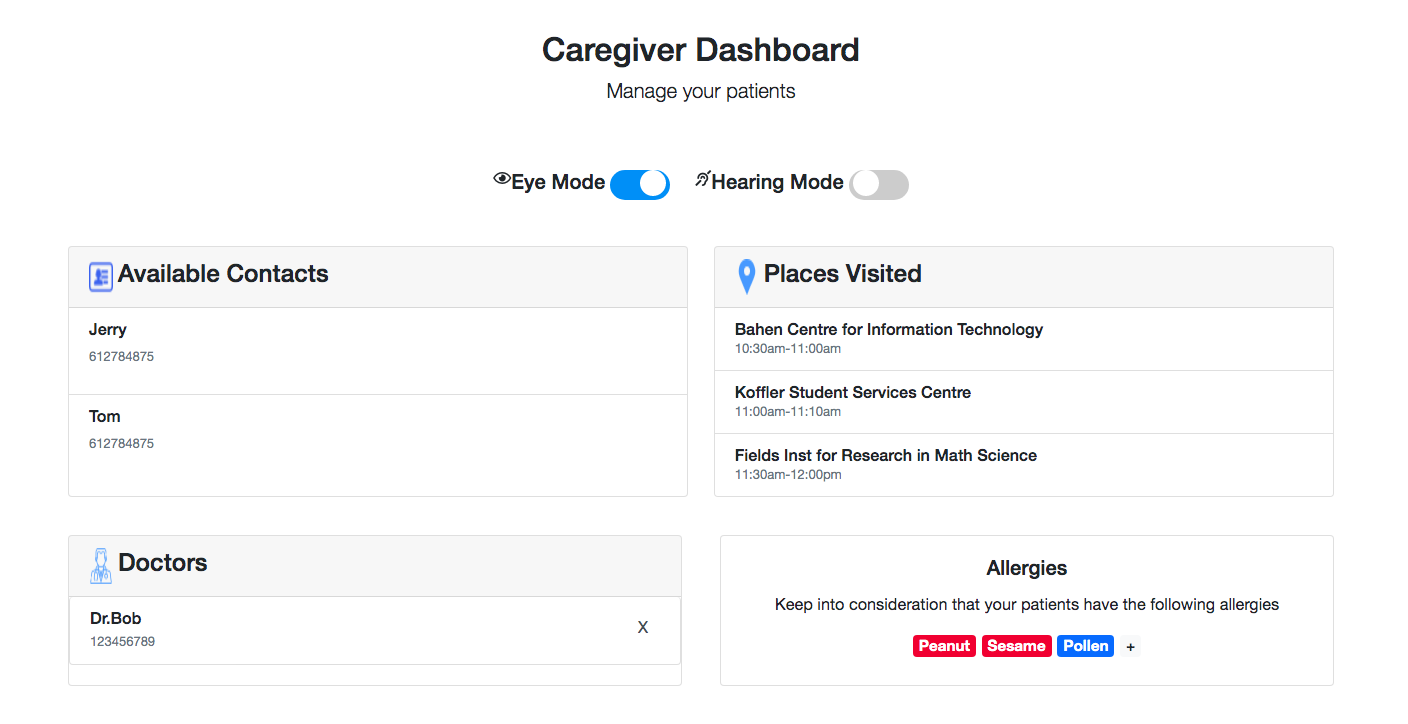 Caregiver Dashboard
Manage your patients
Eye Mode Hearing Mode
Available Contacts
Jerry
612784875
Tom
612784875
Places Visited
Bahen Centre for Information Technology
10:30am-11:00am
Koffler Student Services Centre
11:00am-11:10am
Fields Inst for Research in Math Science
11:30am-12:00pm
Doctors
Dr.Bob
123456789
X
Allergies
Keep into consideration that your patients have the following allergies
Peanut Sesame Pollen +